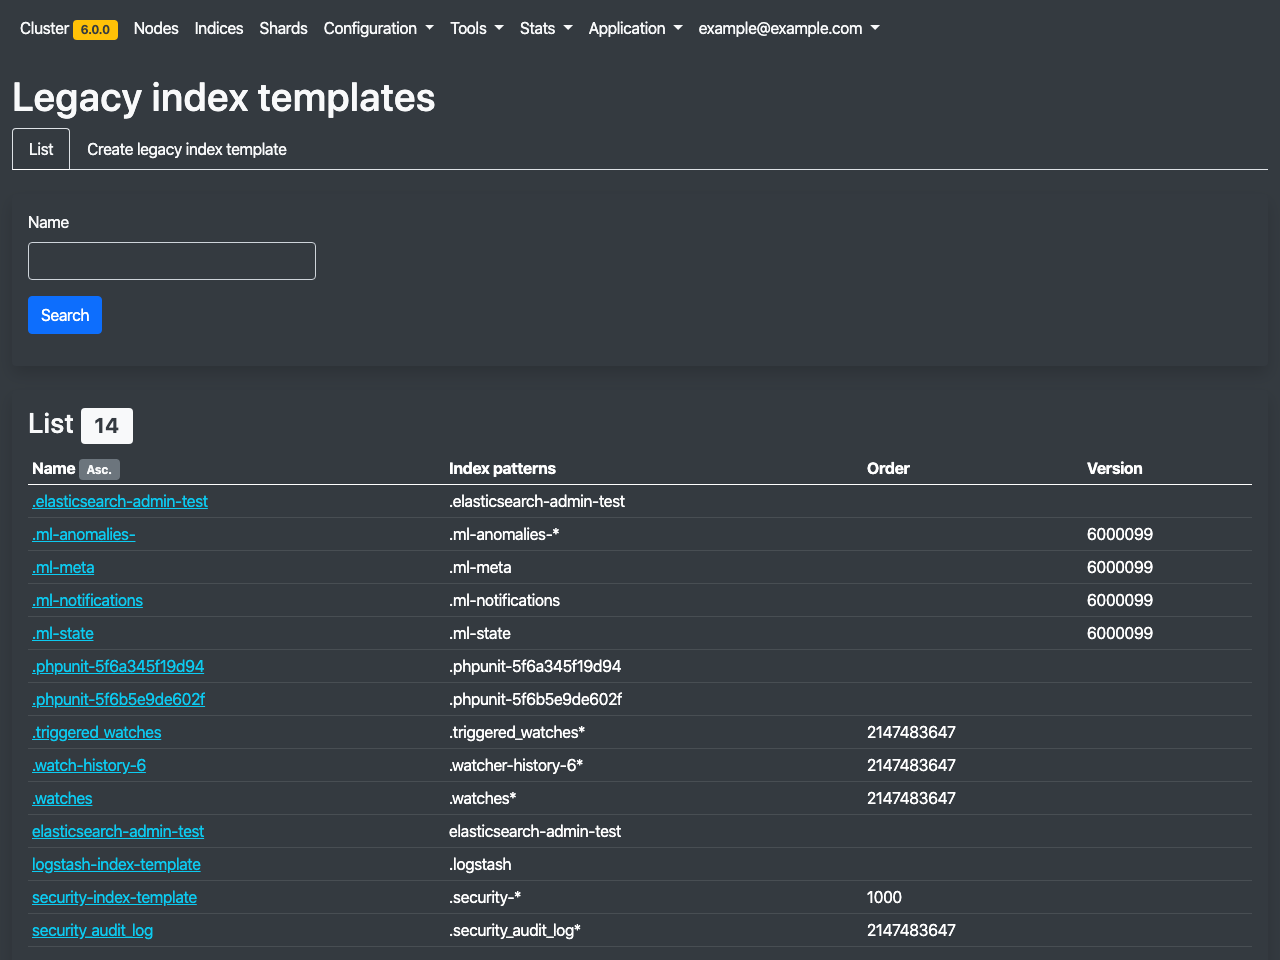 Cluster 6.0.0 Nodes Indices Shards Configuration Tools Stats Application example@example.com
Legacy index templates
List Create legacy index template
Name
Search
List 14
Name Asc. Index patterns Order Version
.elasticsearch-admin-test .elasticsearch-admin-test
.ml-anomalies- .ml-anomalies-* 6000099
.ml-meta .ml-meta 6000099
.ml-notifications .ml-notifications 6000099
.ml-state .ml-state 6000099
.phpunit-5f6a345f19d94 .phpunit-5f6a345f19d94
.phpunit-5f6b5e9de602f .phpunit-5f6b5e9de602f
.triggered_watches .triggered_watches* 2147483647
.watch-history-6 .watcher-history-6* 2147483647
.watches .watches* 2147483647
elasticsearch-admin-test elasticsearch-admin-test
logstash-index-template .logstash
security-index-template .security-* 1000
security_audit_log .security_audit_log* 2147483647